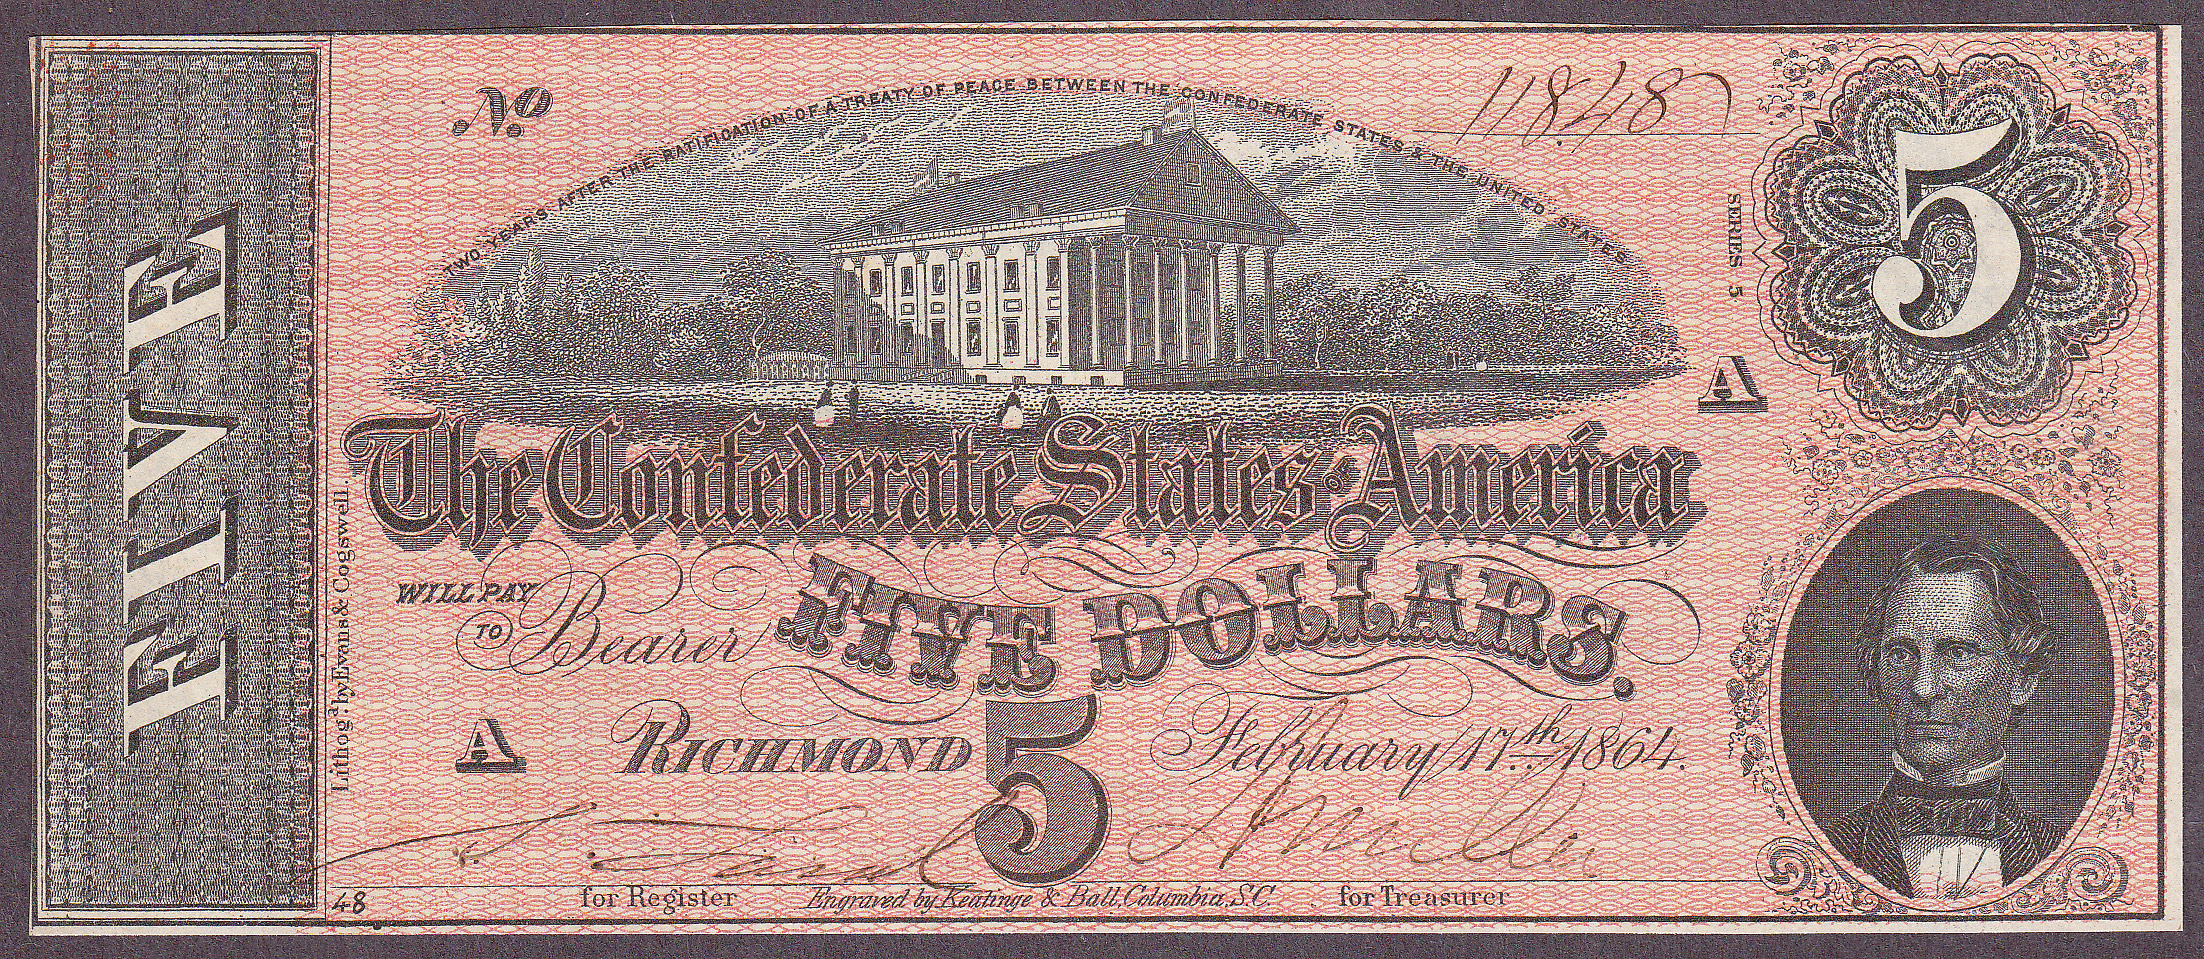 FIVE
No
11848
TWO YEARS AFTER THE RATIFICATION OF A TREATY OF PEACE BETWEEN THE CONFEDERATE STATES & THE UNITED STATES
SERIES 5
5
A
The Confederate States of America
WILL PAY
TO Bearer FIVE DOLLARS.
Lithogd. by Evans & Cogswell.
A RICHMOND 5 February 17th 1864.
48
for Register
Engraved by Keatinge & Ball, Columbia, S.C.
for Treasurer